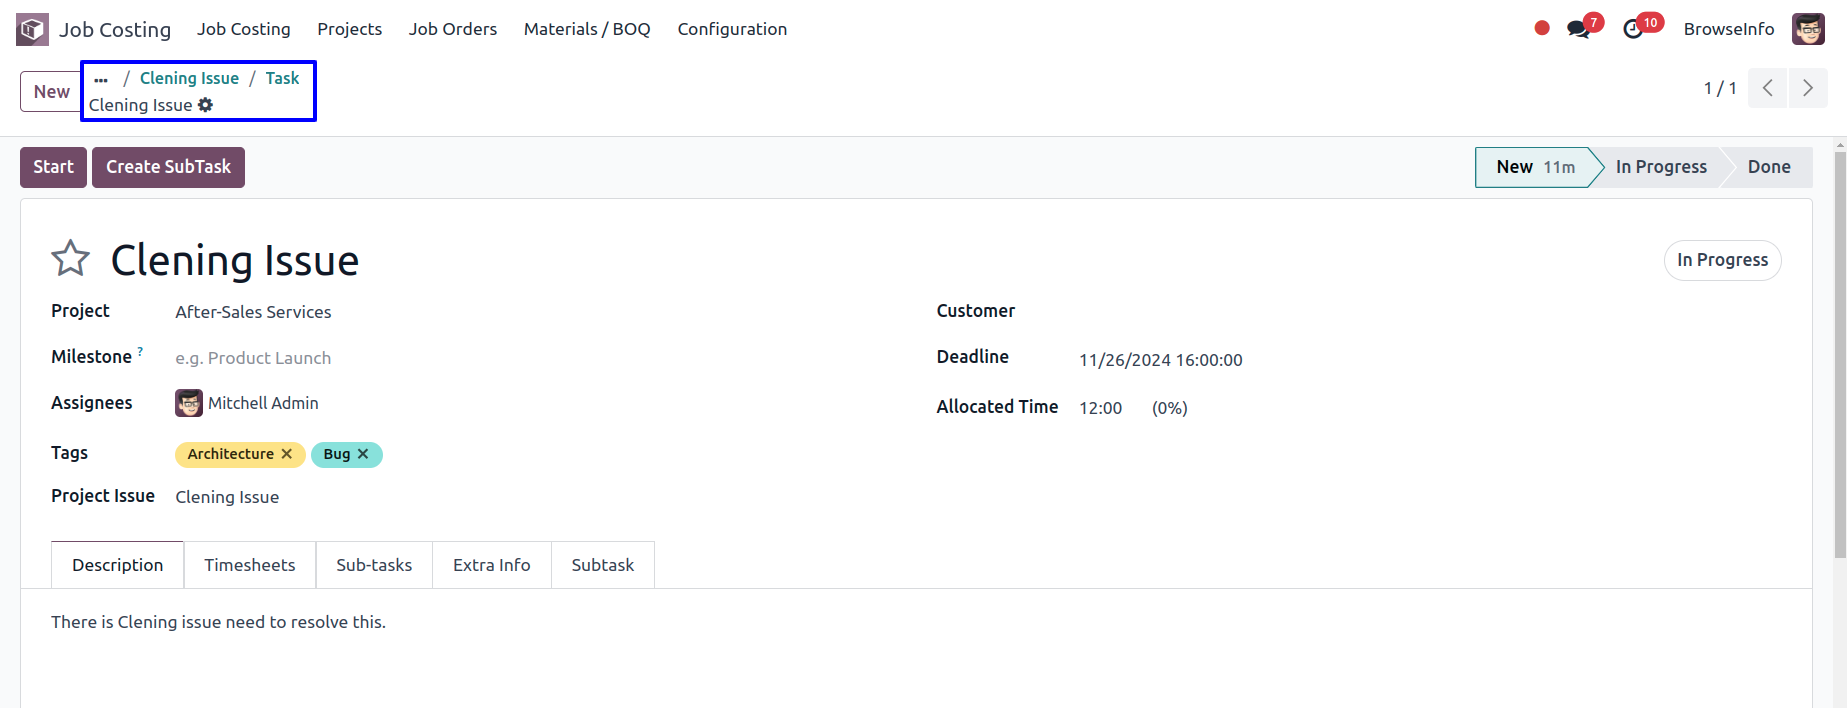 Job Costing Job Costing Projects Job Orders Materials / BOQ Configuration 7 10 BrowseInfo
New ... / Clening Issue / Task
Clening Issue
1 / 1
Start Create SubTask New 11m In Progress Done
Clening Issue In Progress
Project After-Sales Services Customer
Milestone ? e.g. Product Launch Deadline 11/26/2024 16:00:00
Assignees Mitchell Admin Allocated Time 12:00 (0%)
Tags Architecture ✕ Bug ✕
Project Issue Clening Issue
Description Timesheets Sub-tasks Extra Info Subtask
There is Clening issue need to resolve this.